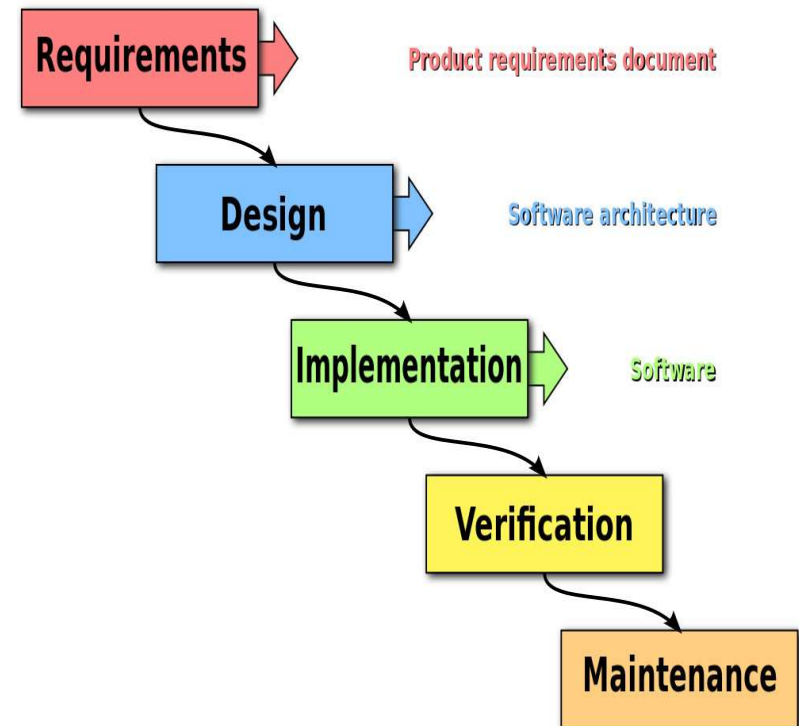 Requirements
Product requirements document
Design
Software architecture
Implementation
Software
Verification
Maintenance